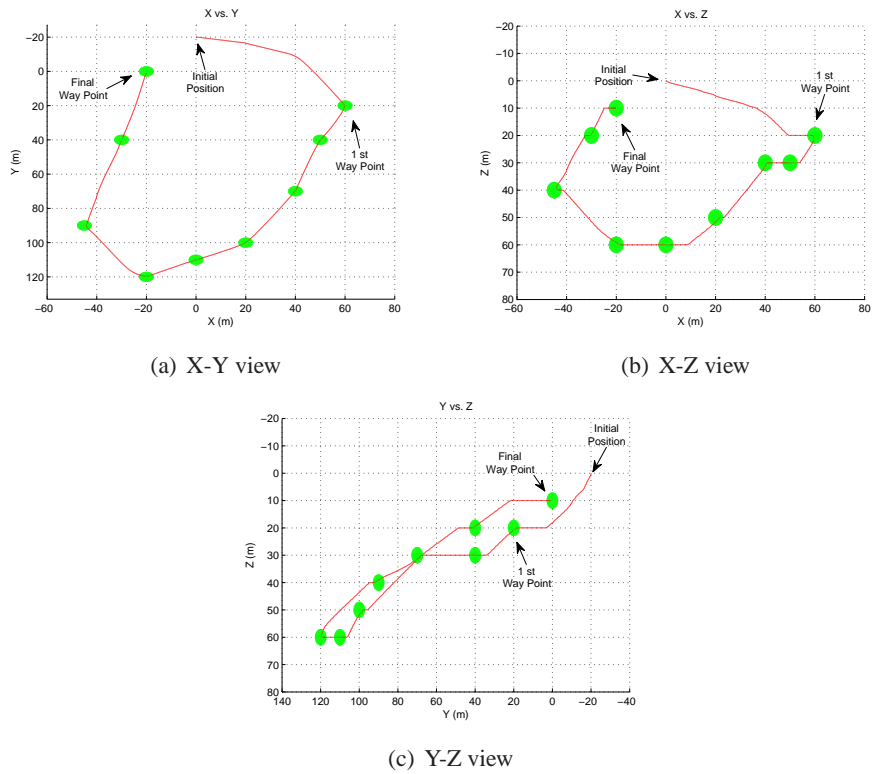 X vs. Y
−20
0
20
40
60
80
100
120
Y (m)
−60 −40 −20 0 20 40 60 80
X (m)
Final
Way Point
Initial
Position
1 st
Way Point
(a) X-Y view
X vs. Z
−20
−10
0
10
20
30
40
50
60
70
80
Z (m)
−60 −40 −20 0 20 40 60 80
X (m)
Initial
Position
1 st
Way Point
Final
Way Point
(b) X-Z view
Y vs. Z
−20
−10
0
10
20
30
40
50
60
70
80
Z (m)
140 120 100 80 60 40 20 0 −20 −40
Y (m)
Final
Way Point
Initial
Position
1 st
Way Point
(c) Y-Z view